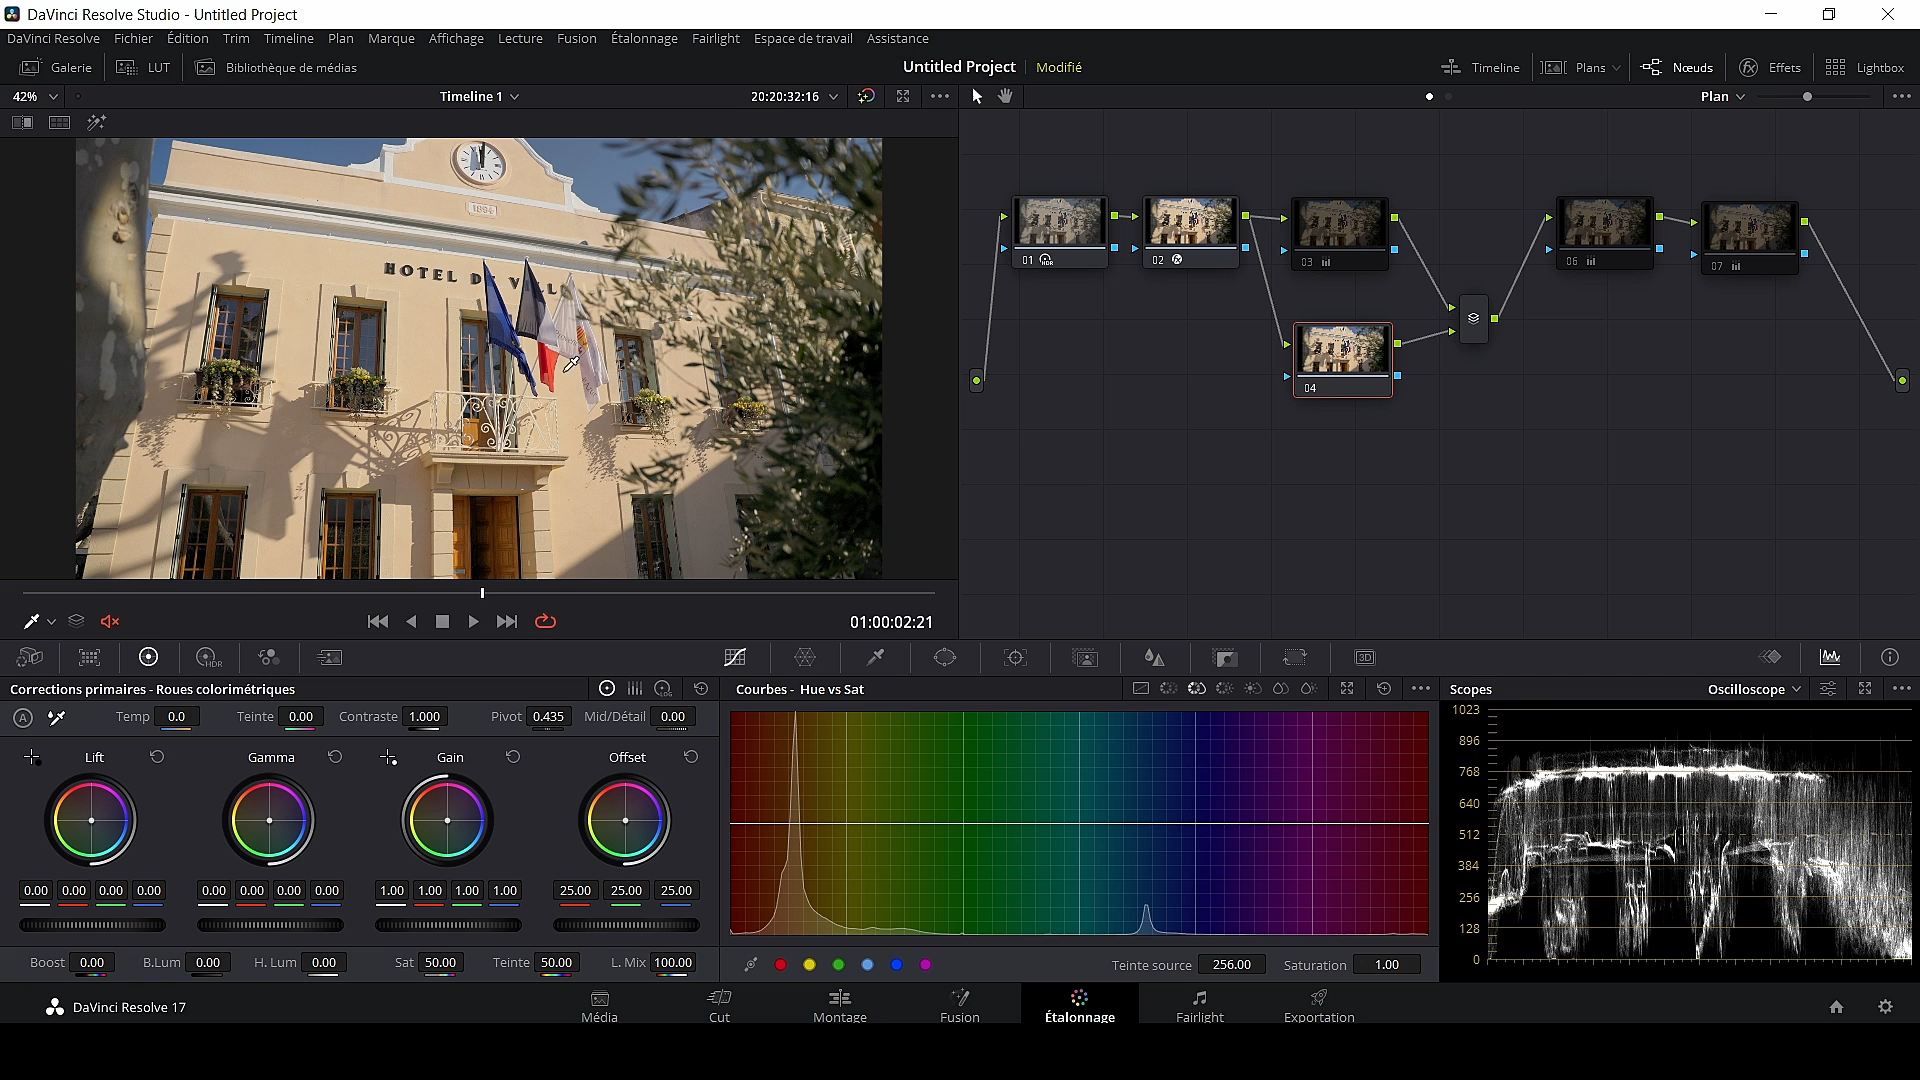 DaVinci Resolve Studio - Untitled Project
DaVinci Resolve Fichier Édition Trim Timeline Plan Marque Affichage Lecture Fusion Étalonnage Fairlight Espace de travail Assistance
Galerie LUT Bibliothèque de médias Untitled Project Modifié Timeline Plans Nœuds Effets Lightbox
42% Timeline 1 20:20:32:16 Plan
1894
HOTEL D VILL
01 HDR 02 03 06 07
04
01:00:02:21
HDR 3D
Corrections primaires - Roues colorimétriques LOG Courbes - Hue vs Sat Scopes Oscilloscope
A Temp 0.0 Teinte 0.00 Contraste 1.000 Pivot 0.435 Mid/Détail 0.00
Lift Gamma Gain Offset
0.00 0.00 0.00 0.00 0.00 0.00 0.00 0.00 1.00 1.00 1.00 1.00 25.00 25.00 25.00
Boost 0.00 B.Lum 0.00 H. Lum 0.00 Sat 50.00 Teinte 50.00 L. Mix 100.00
Teinte source 256.00 Saturation 1.00
1023
896
768
640
512
384
256
128
0
DaVinci Resolve 17 Média Cut Montage Fusion Étalonnage Fairlight Exportation